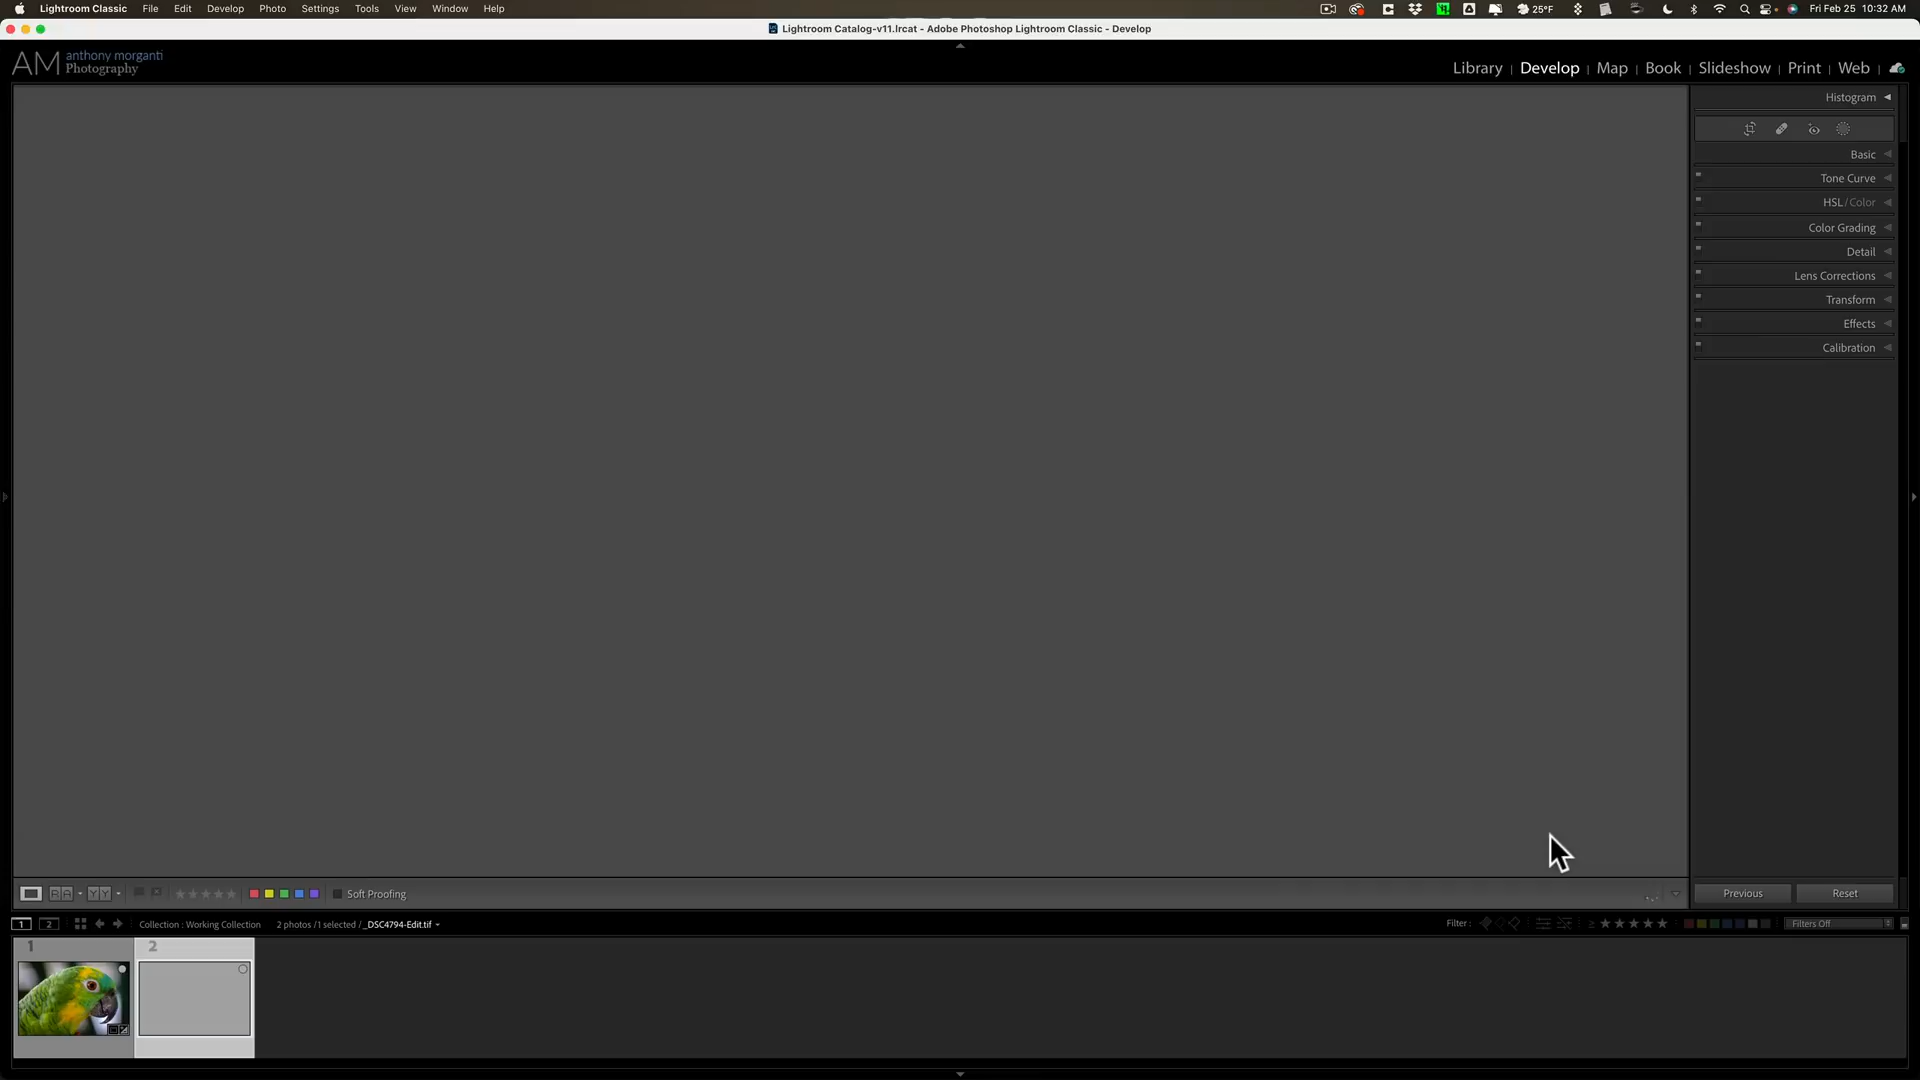 Lightroom Classic File Edit Develop Photo Settings Tools View Window Help 25°F Fri Feb 25 10:32 AM
Lightroom Catalog-v11.lrcat - Adobe Photoshop Lightroom Classic - Develop
AM anthony morganti
Photography
Library | Develop | Map | Book | Slideshow | Print | Web |
Histogram
Basic
Tone Curve
HSL / Color
Color Grading
Detail
Lens Corrections
Transform
Effects
Calibration
RA YY Soft Proofing Previous Reset
1 2 Collection : Working Collection 2 photos / 1 selected / _DSC4794-Edit.tif Filter : Filters Off
1 2